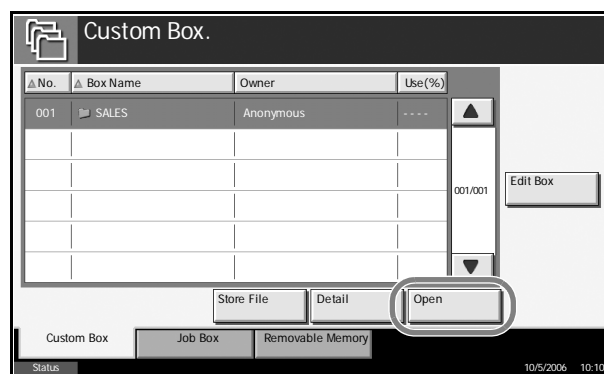 Custom Box.
No. Box Name Owner Use(%)
001 SALES Anonymous ----
001/001
Edit Box
Store File Detail Open
Custom Box Job Box Removable Memory
Status 10/5/2006 10:10